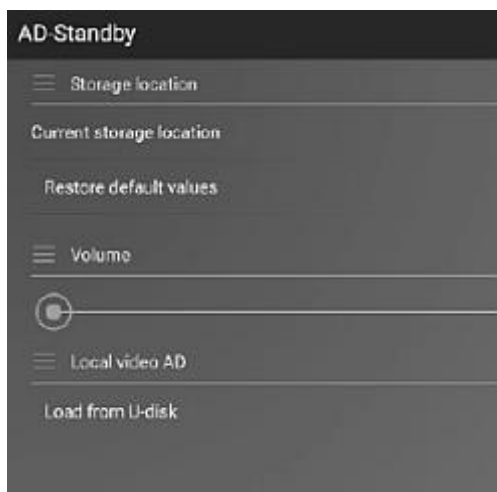 AD-Standby
Storage location
Current storage location
Restore default values
Volume
Local video AD
Load from U-disk